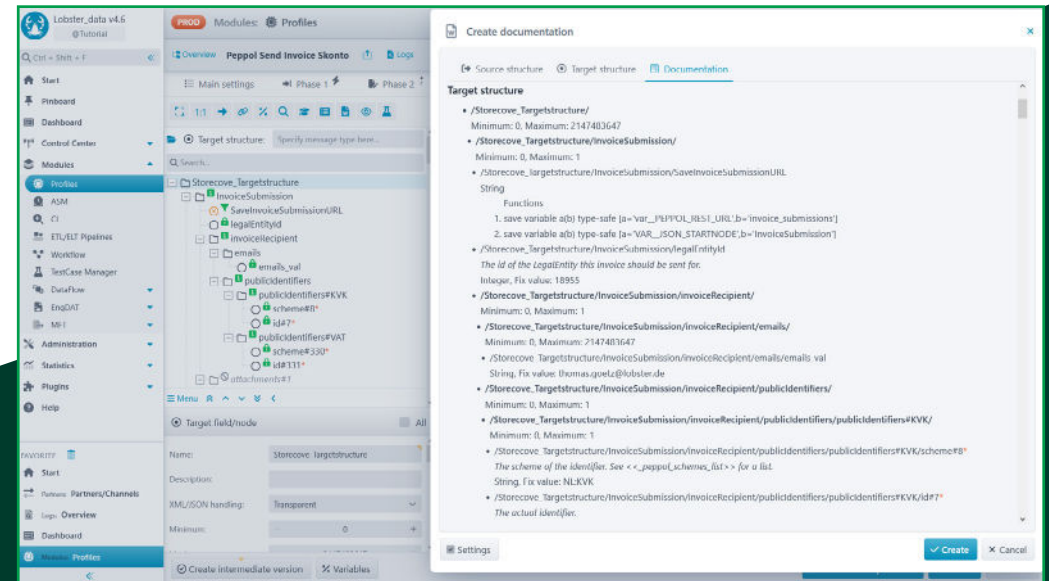 Lobster_data v4.6
@Tutorial
Ctrl + Shift + F
Start
Pinboard
Dashboard
Control Center
Modules
Profiles
ASM
CI
ETL/ELT Pipelines
Workflow
TestCase Manager
DataFlow
EngDAT
MFT
Administration
Statistics
Plugins
Help
FAVORITE
Start
Partners Partners/Channels
Logs Overview
Dashboard
Modules Profiles
PROD Modules: Profiles
Overview Peppol Send Invoice Skonto Logs
Main settings Phase 1 Phase 2
1:1
Target structure: Specify message type here...
Search...
Storecove_Targetstructure
InvoiceSubmission
SaveInvoiceSubmissionURL
legalEntityId
invoiceRecipient
emails
emails_val
publicIdentifiers
publicIdentifiers#KVK
scheme#8*
id#7*
publicIdentifiers#VAT
scheme#330*
id#331*
attachments#1
Menu
Target field/node All
Name: Storecove_Targetstructure
Description:
XML/JSON handling: Transparent
Minimum: - 0 +
Create intermediate version Variables
Create documentation ×
Source structure Target structure Documentation
Target structure
• /Storecove_Targetstructure/
Minimum: 0, Maximum: 2147483647
• /Storecove_Targetstructure/InvoiceSubmission/
Minimum: 0, Maximum: 1
• /Storecove_Targetstructure/InvoiceSubmission/SaveInvoiceSubmissionURL
String
Functions
1. save variable a(b) type-safe [a='var__PEPPOL_REST_URL',b='invoice_submissions']
2. save variable a(b) type-safe [a='VAR__JSON_STARTNODE',b='InvoiceSubmission']
• /Storecove_Targetstructure/InvoiceSubmission/legalEntityId
The id of the LegalEntity this invoice should be sent for.
Integer, Fix value: 18955
• /Storecove_Targetstructure/InvoiceSubmission/invoiceRecipient/
Minimum: 0, Maximum: 1
• /Storecove_Targetstructure/InvoiceSubmission/invoiceRecipient/emails/
Minimum: 0, Maximum: 2147483647
• /Storecove_Targetstructure/InvoiceSubmission/invoiceRecipient/emails/emails_val
String, Fix value: thomas.goetz@lobster.de
• /Storecove_Targetstructure/InvoiceSubmission/invoiceRecipient/publicIdentifiers/
Minimum: 0, Maximum: 1
• /Storecove_Targetstructure/InvoiceSubmission/invoiceRecipient/publicIdentifiers/publicIdentifiers#KVK/
Minimum: 0, Maximum: 1
• /Storecove_Targetstructure/InvoiceSubmission/invoiceRecipient/publicIdentifiers/publicIdentifiers#KVK/scheme#8*
The scheme of the identifier. See <<_peppol_schemes_list>> for a list.
String, Fix value: NL:KVK
• /Storecove_Targetstructure/InvoiceSubmission/invoiceRecipient/publicIdentifiers/publicIdentifiers#KVK/id#7*
The actual identifier.
Settings Create × Cancel